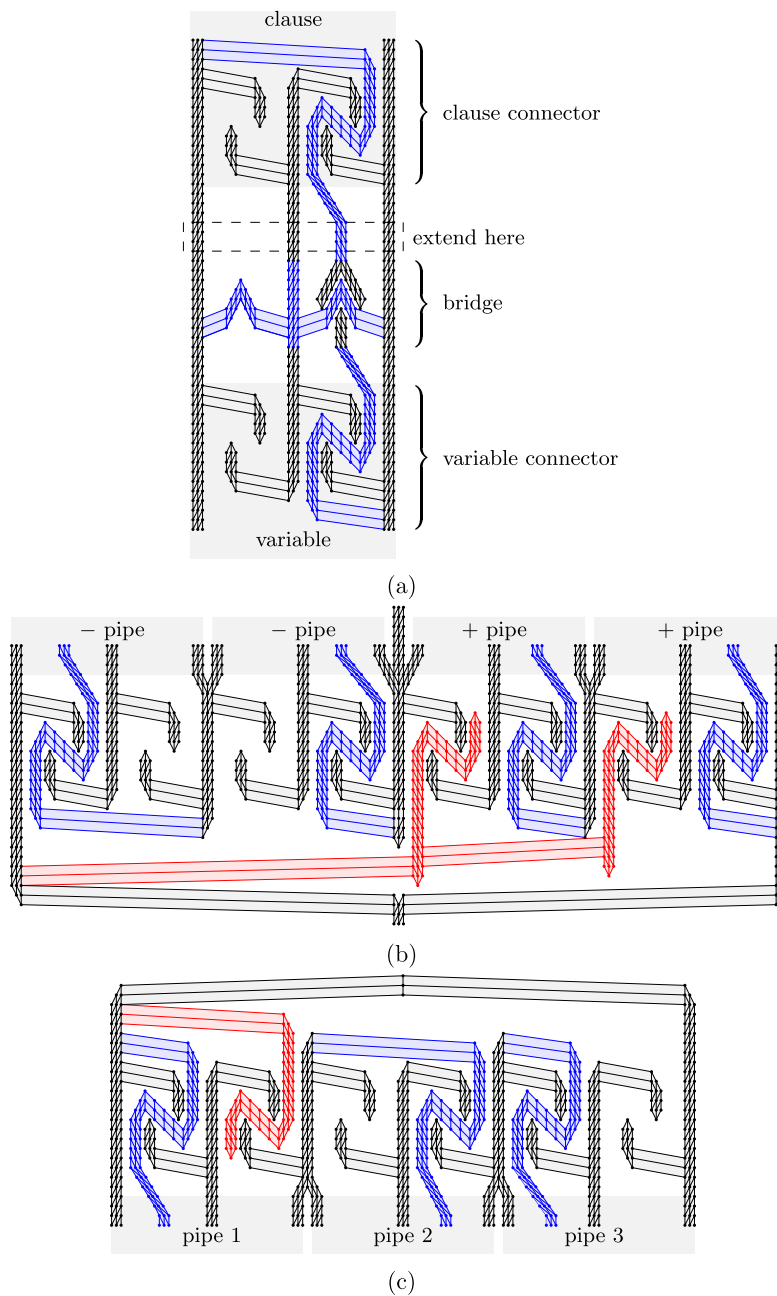 clause
clause connector
extend here
bridge
variable connector
variable
(a)
− pipe − pipe + pipe + pipe
(b)
pipe 1 pipe 2 pipe 3
(c)